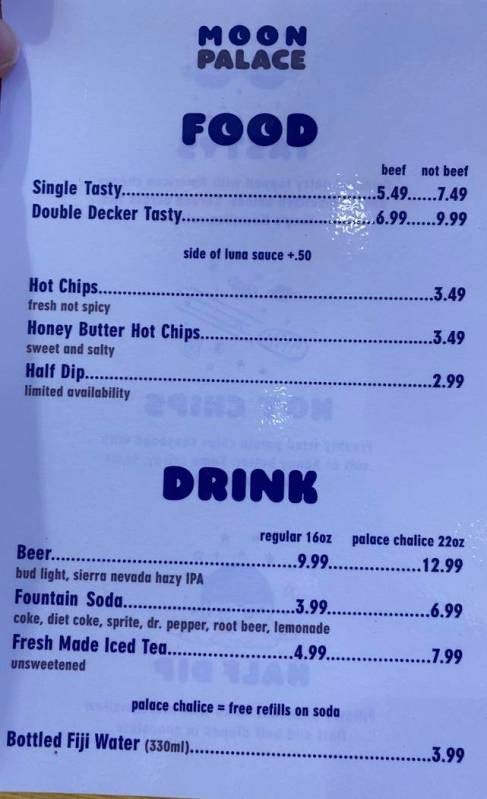 MOON
PALACE
FOOD
beef not beef
Single Tasty..................................................5.49......7.49
Double Decker Tasty......................................6.99......9.99
side of luna sauce +.50
Hot Chips..................................................................3.49
fresh not spicy
Honey Butter Hot Chips..............................................3.49
sweet and salty
Half Dip....................................................................2.99
limited availability
DRINK
regular 16oz palace chalice 22oz
Beer..................................................9.99..................12.99
bud light, sierra nevada hazy IPA
Fountain Soda..................................3.99....................6.99
coke, diet coke, sprite, dr. pepper, root beer, lemonade
Fresh Made Iced Tea........................4.99....................7.99
unsweetened
palace chalice = free refills on soda
Bottled Fiji Water (330ml)................................................3.99